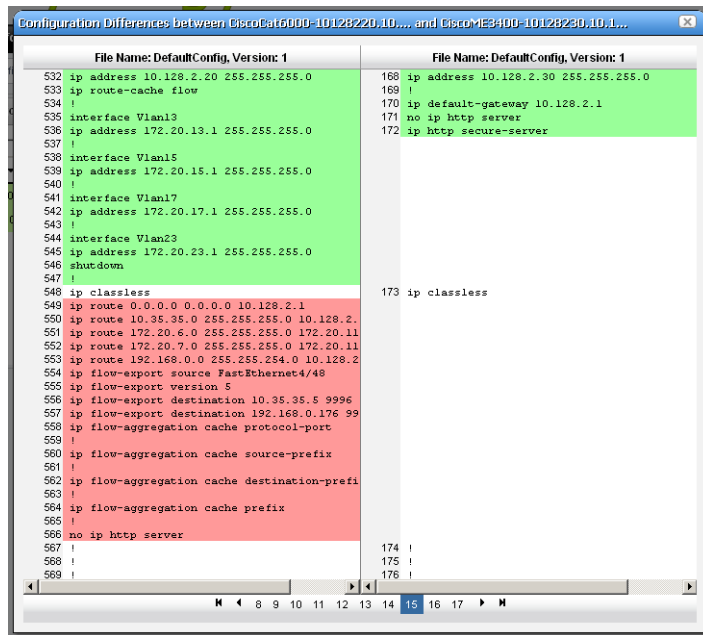 Configuration Differences between CiscoCat6000-10128220.10.... and CiscoME3400-10128230.10.1...
File Name: DefaultConfig, Version: 1
532 ip address 10.128.2.20 255.255.255.0
533 ip route-cache flow
534 !
535 interface Vlan13
536 ip address 172.20.13.1 255.255.255.0
537 !
538 interface Vlan15
539 ip address 172.20.15.1 255.255.255.0
540 !
541 interface Vlan17
542 ip address 172.20.17.1 255.255.255.0
543 !
544 interface Vlan23
545 ip address 172.20.23.1 255.255.255.0
546 shutdown
547 !
548 ip classless
549 ip route 0.0.0.0 0.0.0.0 10.128.2.1
550 ip route 10.35.35.0 255.255.255.0 10.128.2.
551 ip route 172.20.6.0 255.255.255.0 172.20.11
552 ip route 172.20.7.0 255.255.255.0 172.20.11
553 ip route 192.168.0.0 255.255.254.0 10.128.2
554 ip flow-export source FastEthernet4/48
555 ip flow-export version 5
556 ip flow-export destination 10.35.35.5 9996
557 ip flow-export destination 192.168.0.176 99
558 ip flow-aggregation cache protocol-port
559 !
560 ip flow-aggregation cache source-prefix
561 !
562 ip flow-aggregation cache destination-prefi
563 !
564 ip flow-aggregation cache prefix
565 !
566 no ip http server
567 !
568 !
569 !
File Name: DefaultConfig, Version: 1
168 ip address 10.128.2.30 255.255.255.0
169 !
170 ip default-gateway 10.128.2.1
171 no ip http server
172 ip http secure-server
173 ip classless
174 !
175 !
176 !
8 9 10 11 12 13 14 15 16 17